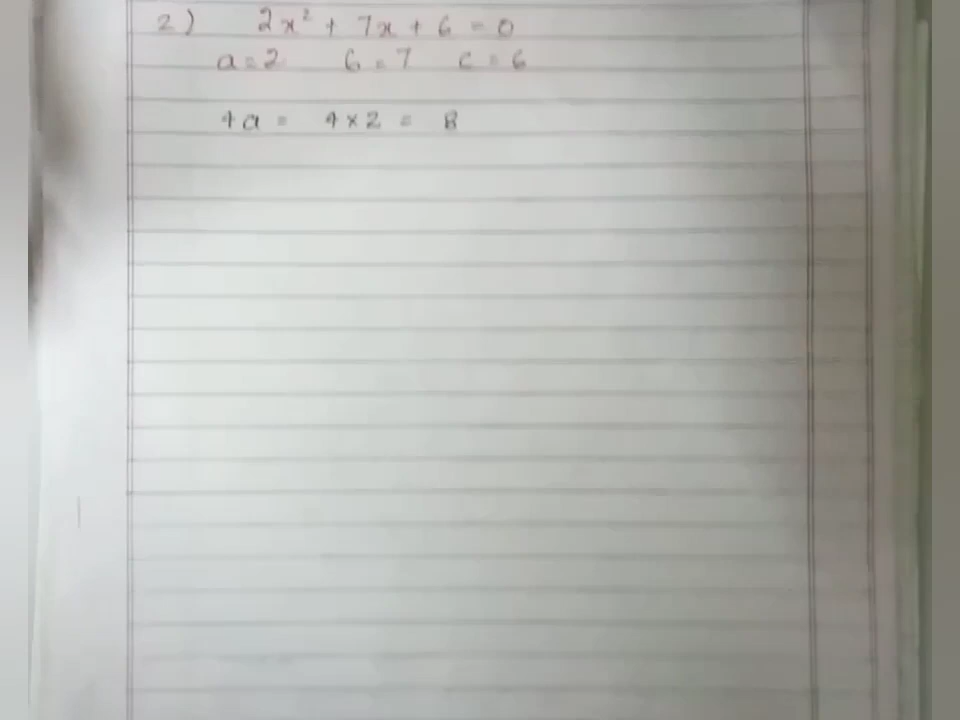 2) 2x² + 7x + 6 = 0
a = 2 b = 7 c = 6
4a = 4 × 2 = 8